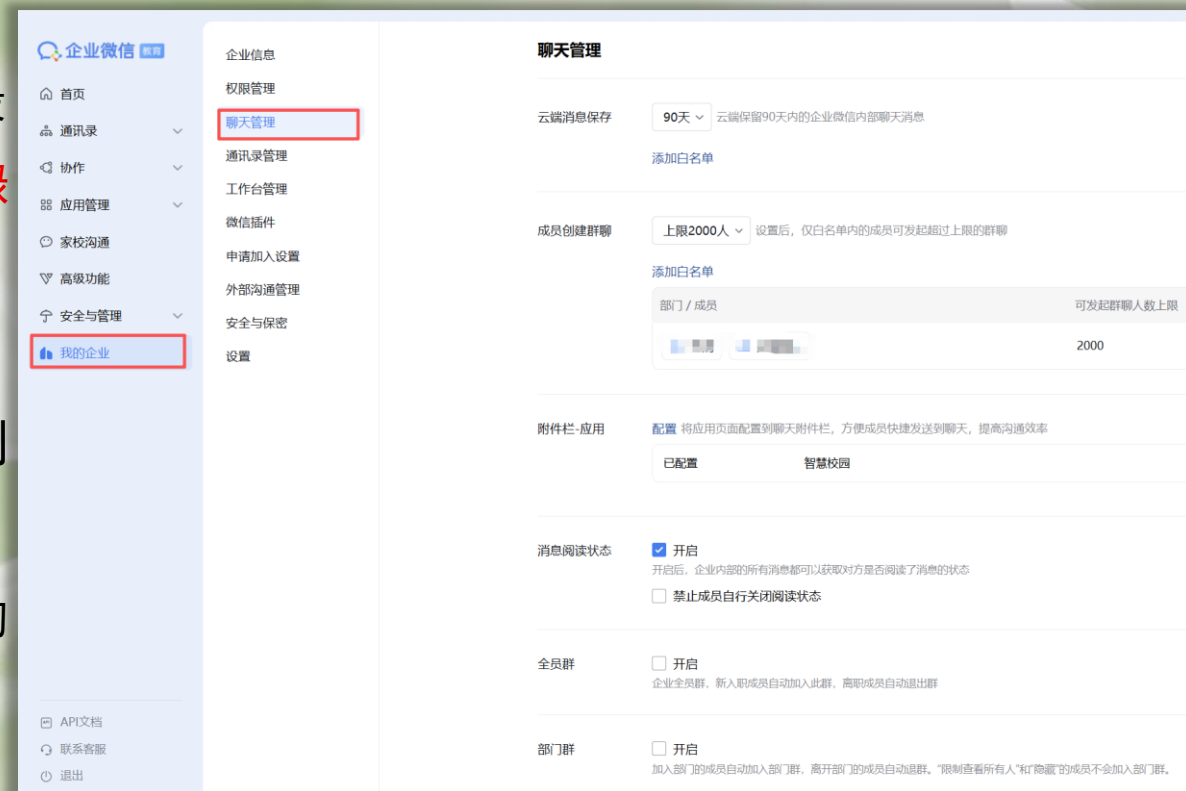 企业微信 教育
首页
通讯录
协作
应用管理
家校沟通
高级功能
安全与管理
我的企业
API文档
联系客服
退出
企业信息
权限管理
聊天管理
通讯录管理
工作台管理
微信插件
申请加入设置
外部沟通管理
安全与保密
设置
聊天管理
云端消息保存 90天 云端保留90天内的企业微信内部聊天消息
添加白名单
成员创建群聊 上限2000人 设置后，仅白名单内的成员可发起超过上限的群聊
添加白名单
部门 / 成员 可发起群聊人数上限
2000
附件栏-应用 配置 将应用页面配置到聊天附件栏，方便成员快捷发送到聊天，提高沟通效率
已配置 智慧校园
消息阅读状态 开启
开启后，企业内部的所有消息都可以获取对方是否阅读了消息的状态
禁止成员自行关闭阅读状态
全员群 开启
企业全员群，新入职成员自动加入此群，离职成员自动退出群
部门群 开启
加入部门的成员自动加入部门群，离开部门的成员自动退群。"限制查看所有人"和"隐藏"的成员不会加入部门群。